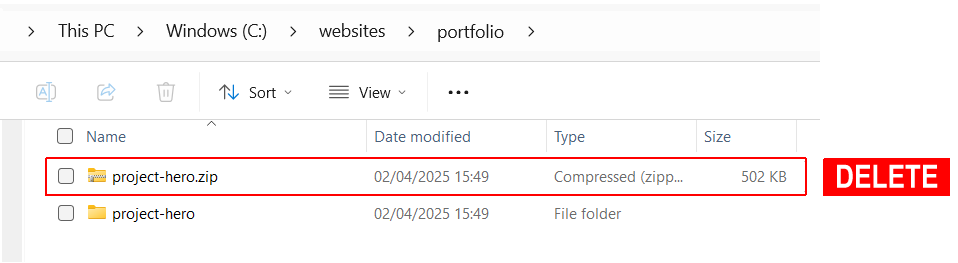 This PC > Windows (C:) > websites > portfolio >
A Sort View ...
Name Date modified Type Size
project-hero.zip 02/04/2025 15:49 Compressed (zipp... 502 KB DELETE
project-hero 02/04/2025 15:49 File folder